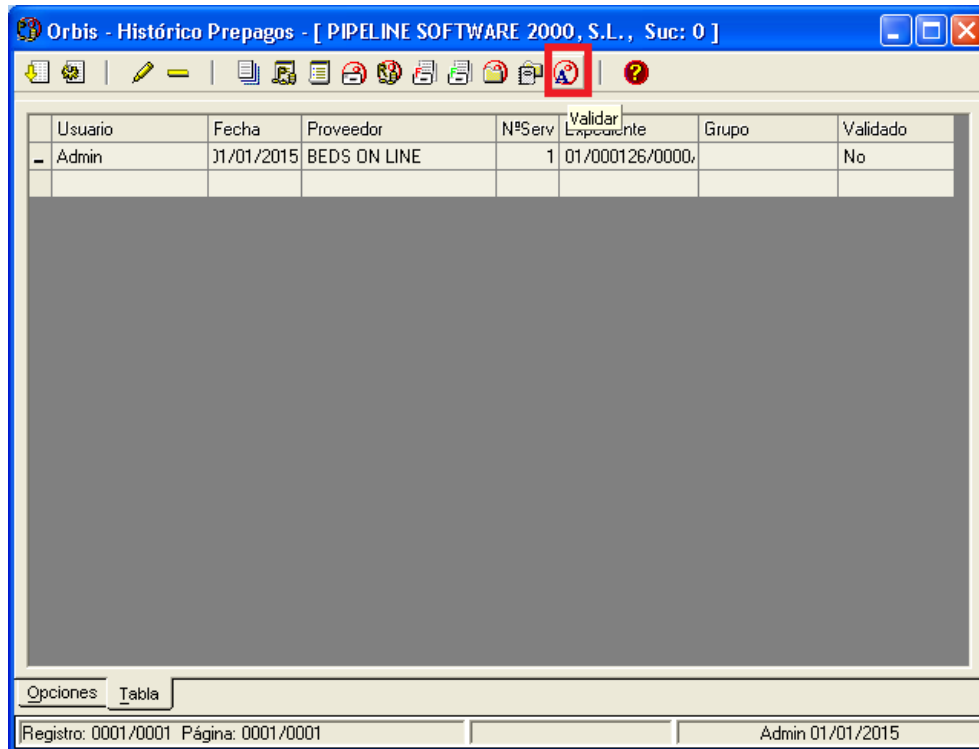 Orbis - Histórico Prepagos - [ PIPELINE SOFTWARE 2000, S.L., Suc: 0 ]
Validar
Usuario Fecha Proveedor NºServ Expediente Grupo Validado
Admin 01/01/2015 BEDS ON LINE 1 01/000126/0000/ No
Opciones Tabla
Registro: 0001/0001 Página: 0001/0001 Admin 01/01/2015